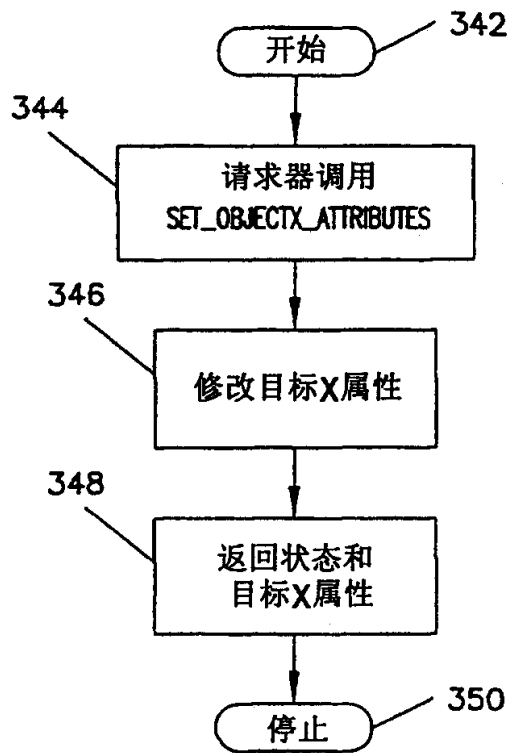 开始
342
344
请求器调用
SET_OBJECTX_ATTRIBUTES
346
修改目标X属性
348
返回状态和
目标X属性
停止
350